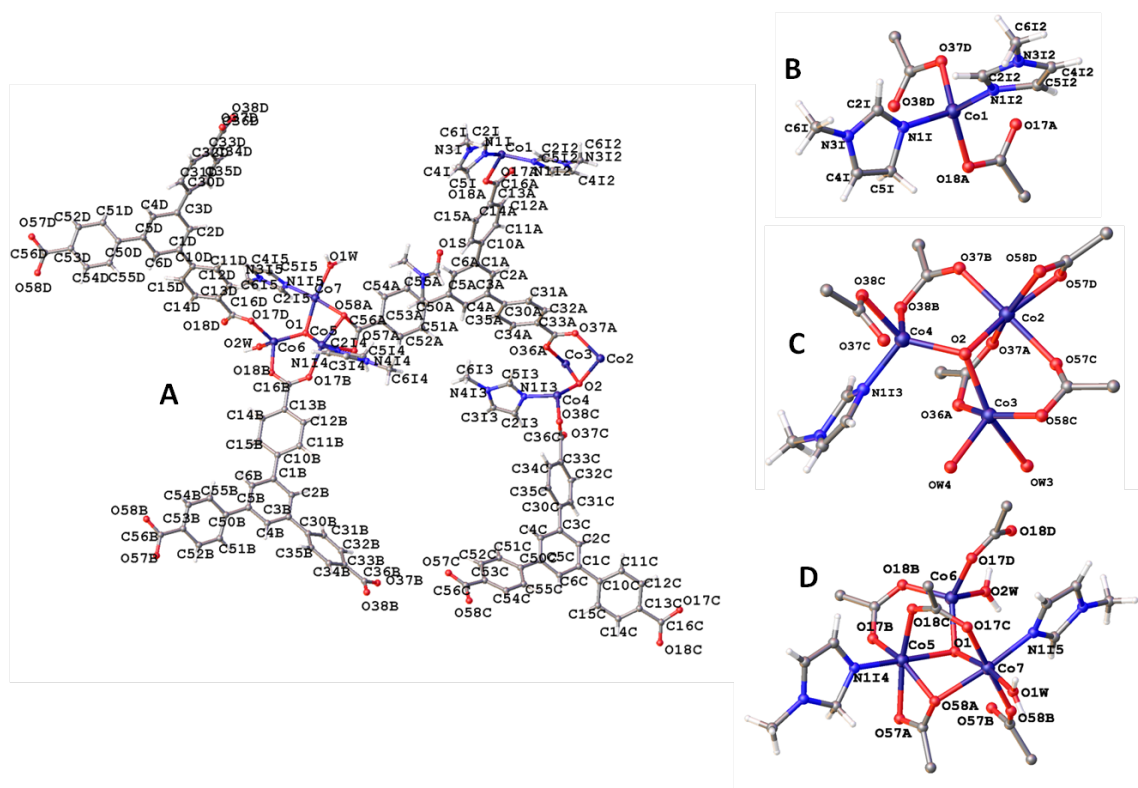 A
O38D
C33D
C34D
C35D
C31D
C30D
C4D
C3D
C51D
C52D
O57D
C5D
C2D
C56D
C53D
C50D
C1D
C6D
C10D
C54D
C55D
O58D
C11D
C12D
C15D
C13D
C14D
C16D
O17D
O18D
C4I5
N3I5
C5I5
C6I5
N1I5
C2I5
O1W
Co7
O1
O58A
Co5
Co6
O2W
C2I4
N1I4
C5I4
C3I4
N4I4
C6I4
O18B
O17B
C16B
C13B
C14B
C12B
C15B
C11B
C10B
C1B
C6B
C2B
C55B
C54B
C5B
C3B
C50B
C4B
C53B
C52B
C51B
O58B
C56B
O57B
C30B
C31B
C32B
C35B
C33B
C34B
C36B
O37B
O38B
C6I
C2I
N1I
N3I
C4I
C5I
Co1
C2I2
C6I2
C5I2
N3I2
N1I2
C4I2
O17A
C16A
O18A
C13A
C12A
C14A
C15A
C11A
C10A
O1S
C1A
C6A
C2A
C5A
C3A
C4A
C55A
C54A
C50A
C53A
C51A
C52A
C56A
O57A
C31A
C32A
C30A
C33A
C34A
C35A
O37A
O36A
Co3
Co2
O2
Co4
C6I3
C5I3
N4I3
N1I3
C3I3
C2I3
O38C
O37C
C36C
C33C
C34C
C32C
C35C
C31C
C30C
C4C
C3C
C2C
C51C
C52C
C50C
C5C
C1C
C53C
C6C
C55C
C54C
O57C
C56C
O58C
C11C
C10C
C12C
C15C
C13C
C14C
O17C
C16C
O18C
B
C6I2
O37D
N3I2
C4I2
C2I2
C5I2
N1I2
C2I
O38D
Co1
O17A
C6I
N1I
N3I
C4I
C5I
O18A
C
O37B
O58D
O57D
O38C
O38B
Co2
Co4
O37C
O2
O37A
O57C
N1I3
O36A
Co3
O58C
OW4
OW3
D
O18D
O17D
O18B
Co6
O2W
O17B
O18C
O17C
Co5
O1
N1I5
Co7
N1I4
O1W
O58A
O57B
O58B
O57A